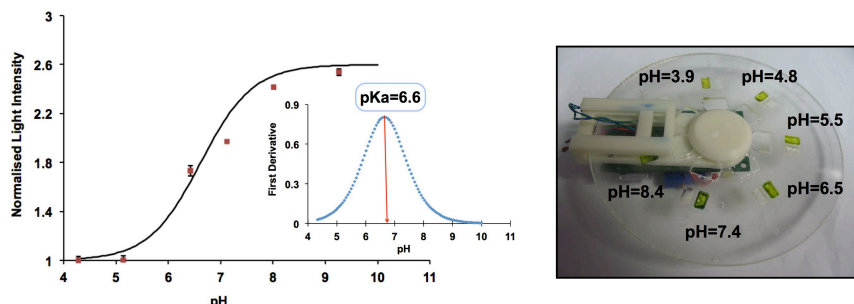 Normalised Light Intensity
3
2.6
2.2
1.8
1.4
1
4 5 6 7 8 9 10 11
pH
pKa=6.6
First Derivative
0.9
0.6
0.3
0
4 5 6 7 8 9 10 11
pH
pH=3.9
pH=4.8
pH=5.5
pH=6.5
pH=7.4
pH=8.4